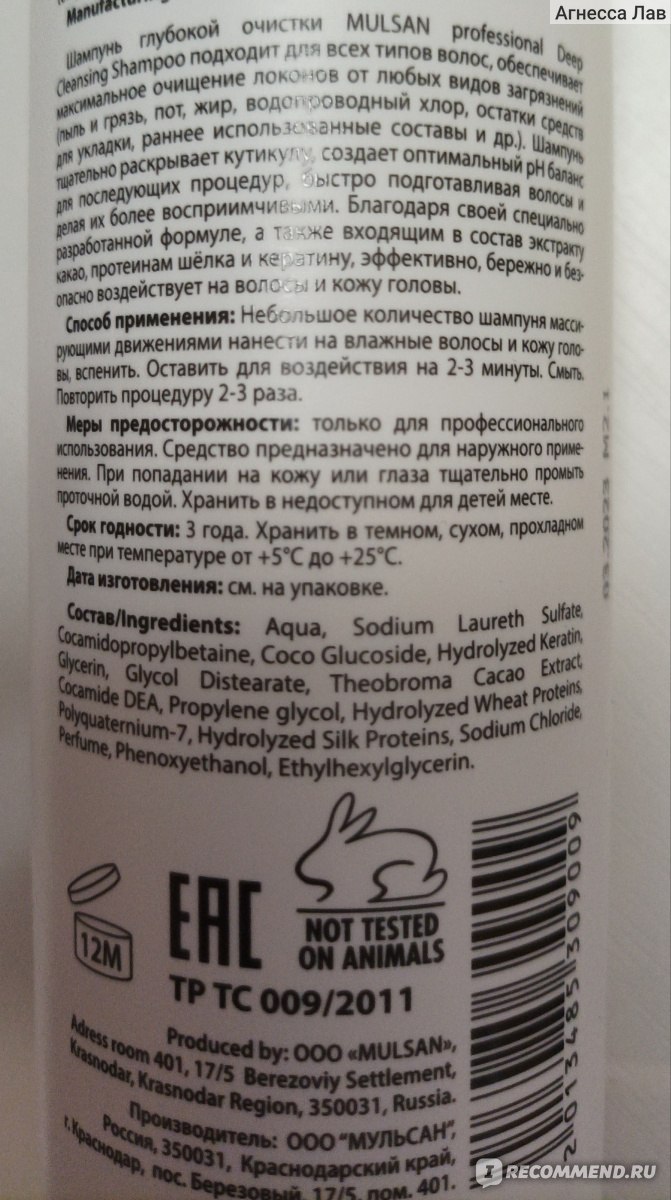 Агнесса Лав
Manufacturing
Шампунь глубокой очистки MULSAN professional Deep
Cleansing Shampoo подходит для всех типов волос, обеспечивает
максимальное очищение локонов от любых видов загрязнений
(пыль и грязь, пот, жир, водопроводный хлор, остатки средств
для укладки, раннее использованные составы и др.). Шампунь
тщательно раскрывает кутикулу, создает оптимальный pH баланс
для последующих процедур, быстро подготавливая волосы и
делая их более восприимчивыми. Благодаря своей специально
разработанной формуле, а также входящим в состав экстракту
какао, протеинам шёлка и кератину, эффективно, бережно и без-
опасно воздействует на волосы и кожу головы.
Способ применения: Небольшое количество шампуня масси-
рующими движениями нанести на влажные волосы и кожу голо-
вы, вспенить. Оставить для воздействия на 2-3 минуты. Смыть.
Повторить процедуру 2-3 раза.
Меры предосторожности: только для профессионального
использования. Средство предназначено для наружного приме-
нения. При попадании на кожу или глаза тщательно промыть
проточной водой. Хранить в недоступном для детей месте.
Срок годности: 3 года. Хранить в темном, сухом, прохладном
месте при температуре от +5°C до +25°C.
Дата изготовления: см. на упаковке.
Состав/Ingredients: Aqua, Sodium Laureth Sulfate,
Cocamidopropylbetaine, Coco Glucoside, Hydrolyzed Keratin,
Glycerin, Glycol Distearate, Theobroma Cacao Extract,
Cocamide DEA, Propylene glycol, Hydrolyzed Wheat Proteins,
Polyquaternium-7, Hydrolyzed Silk Proteins, Sodium Chloride,
Perfume, Phenoxyethanol, Ethylhexylglycerin.
12M
EAC
NOT TESTED
ON ANIMALS
ТР ТС 009/2011
Produced by: ООО «MULSAN»,
Adress room 401, 17/5 Berezoviy Settlement,
Krasnodar, Krasnodar Region, 350031, Russia.
Производитель: ООО "МУЛЬСАН",
Россия, 350031, Краснодарский край,
г. Краснодар, пос. Березовый, 17/5, пом. 401.
2013485309009
03.2023 M2.1
IRECOMMEND.RU